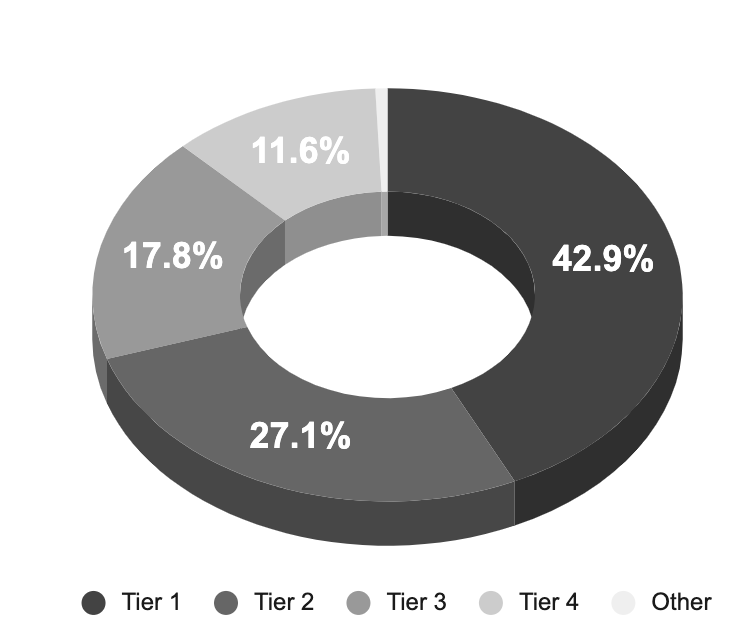 11.6%
17.8%
42.9%
27.1%
Tier 1 Tier 2 Tier 3 Tier 4 Other